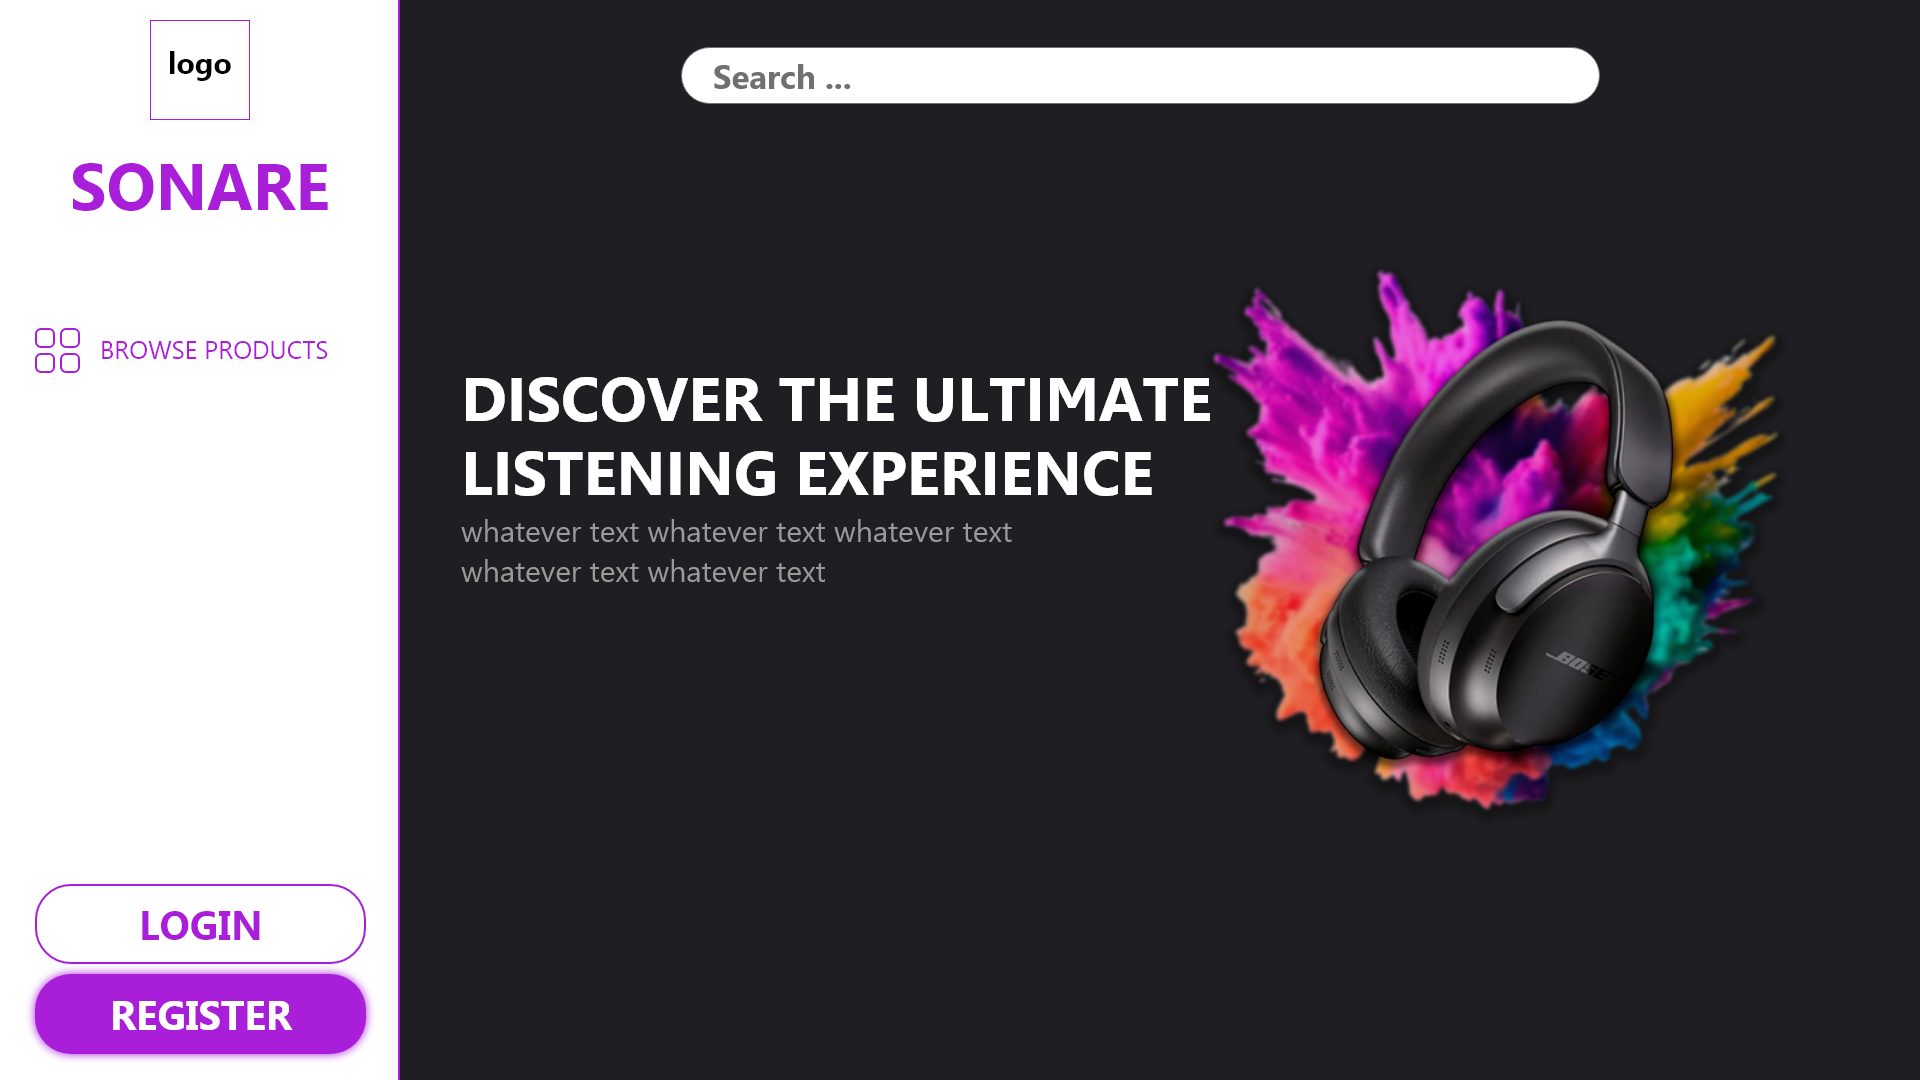 logo
SONARE
BROWSE PRODUCTS
LOGIN
REGISTER
Search ...
DISCOVER THE ULTIMATE
LISTENING EXPERIENCE
whatever text whatever text whatever text
whatever text whatever text
BOSE